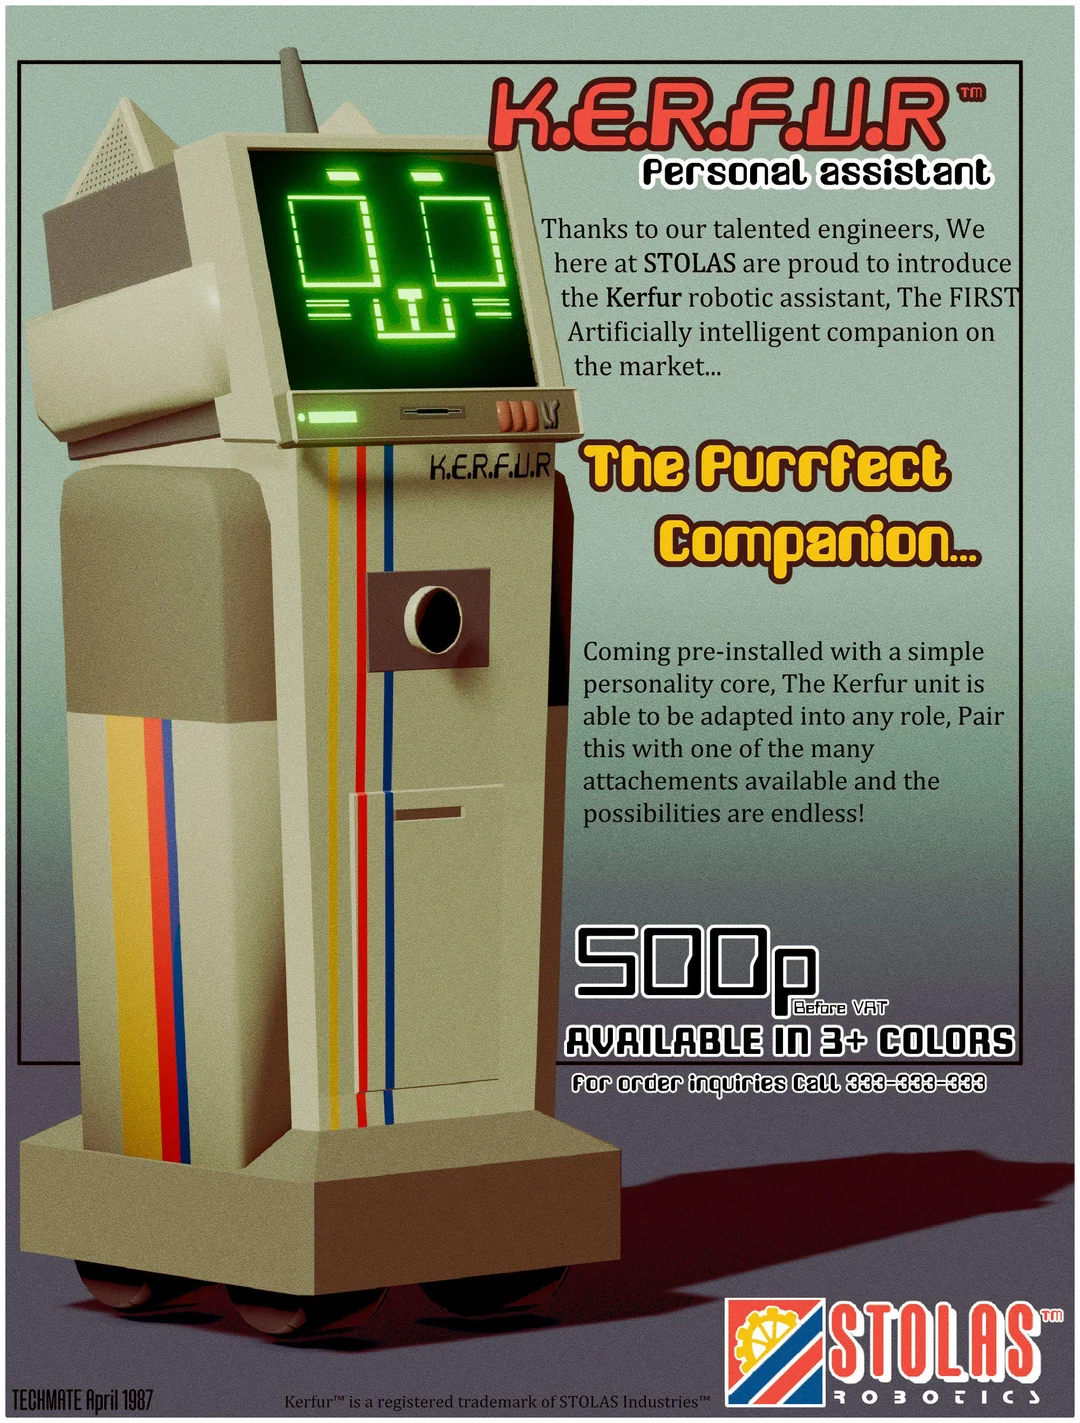 K.E.R.F.U.R™
Personal assistant
Thanks to our talented engineers, We
here at STOLAS are proud to introduce
the Kerfur robotic assistant, The FIRST
Artificially intelligent companion on
the market...
K.E.R.F.U.R
The Purrfect
Companion...
Coming pre-installed with a simple
personality core, The Kerfur unit is
able to be adapted into any role, Pair
this with one of the many
attachements available and the
possibilities are endless!
500p
Before VAT
AVAILABLE IN 3+ COLORS
For order inquiries Call 333-333-333
STOLAS™
ROBOTICS
TECHMATE April 1987
Kerfur™ is a registered trademark of STOLAS Industries™